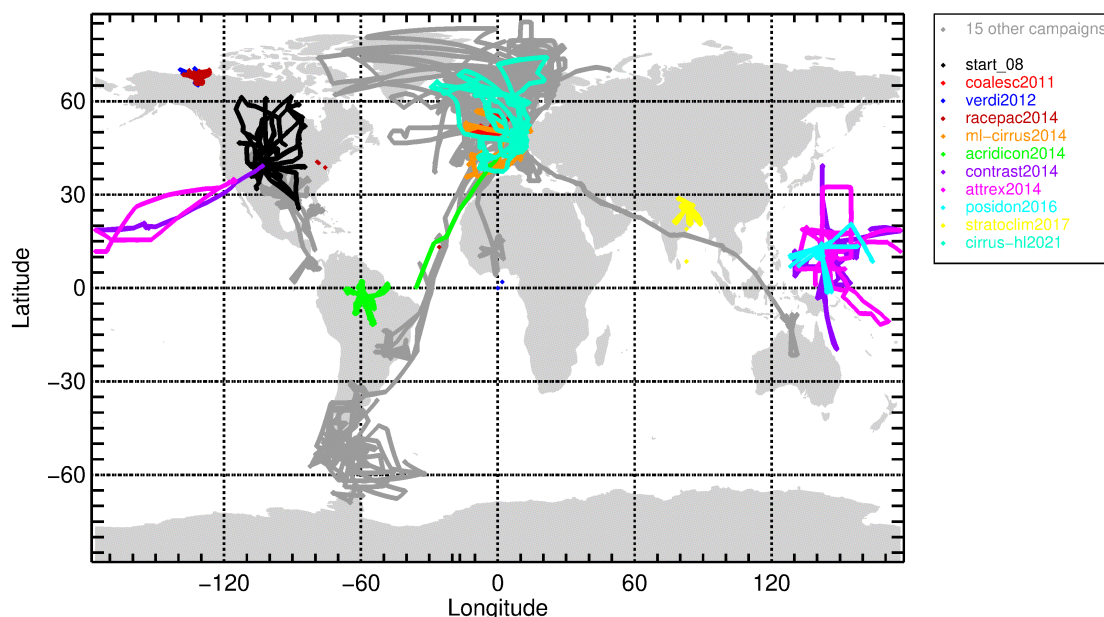 15 other campaigns
start_08
coalesc2011
verdi2012
racepac2014
ml-cirrus2014
acridicon2014
contrast2014
attrex2014
posidon2016
stratoclim2017
cirrus-hl2021
Latitude
60
30
0
−30
−60
−120
−60
0
60
120
Longitude